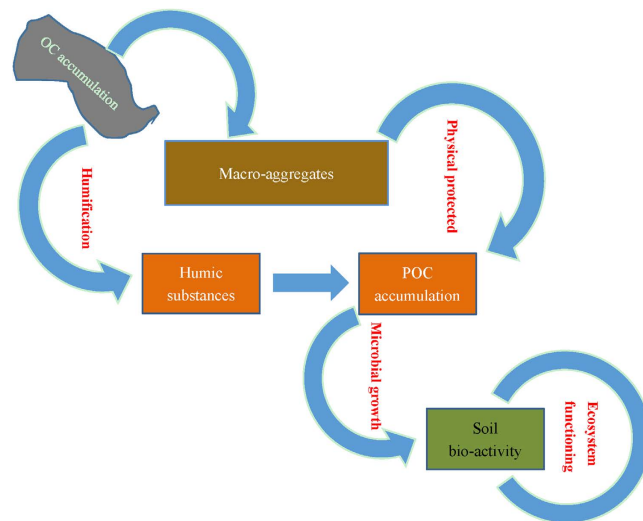 OC accumulation
Macro-aggregates
Physical protected
Humification
Humic
substances
POC
accumulation
Microbial growth
Soil
bio-activity
Ecosystem
functioning